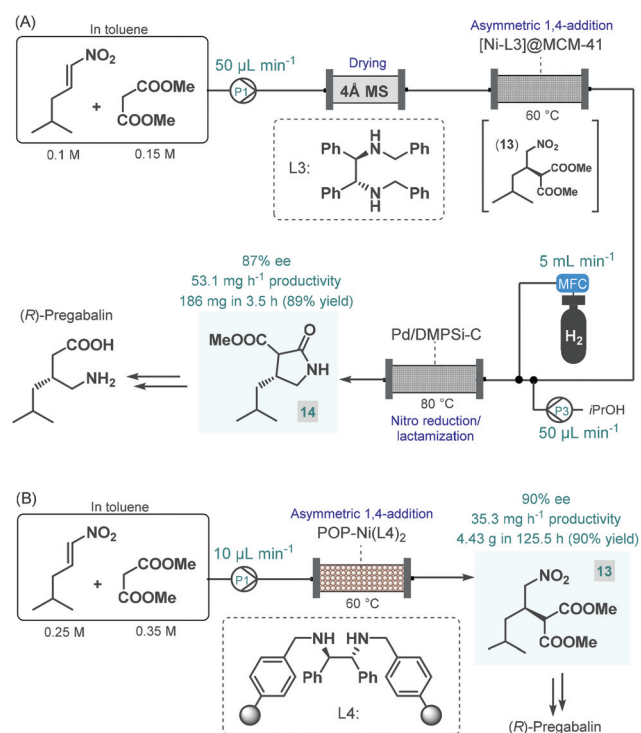 (A)
In toluene
NO₂
+
COOMe
COOMe
0.1 M
0.15 M
50 µL min⁻¹
P1
Drying
4Å MS
Asymmetric 1,4-addition
[Ni-L3]@MCM-41
60 °C
L3:
H
Ph
N
Ph
Ph
N
Ph
H
(13)
NO₂
COOMe
COOMe
5 mL min⁻¹
MFC
H₂
87% ee
53.1 mg h⁻¹ productivity
186 mg in 3.5 h (89% yield)
(R)-Pregabalin
COOH
NH₂
MeOOC
O
NH
14
Pd/DMPSi-C
80 °C
Nitro reduction/
lactamization
P3
iPrOH
50 µL min⁻¹
(B)
In toluene
NO₂
+
COOMe
COOMe
0.25 M
0.35 M
10 µL min⁻¹
P1
Asymmetric 1,4-addition
POP-Ni(L4)₂
60 °C
NH
HN
Ph
Ph
L4:
90% ee
35.3 mg h⁻¹ productivity
4.43 g in 125.5 h (90% yield)
13
NO₂
COOMe
COOMe
(R)-Pregabalin